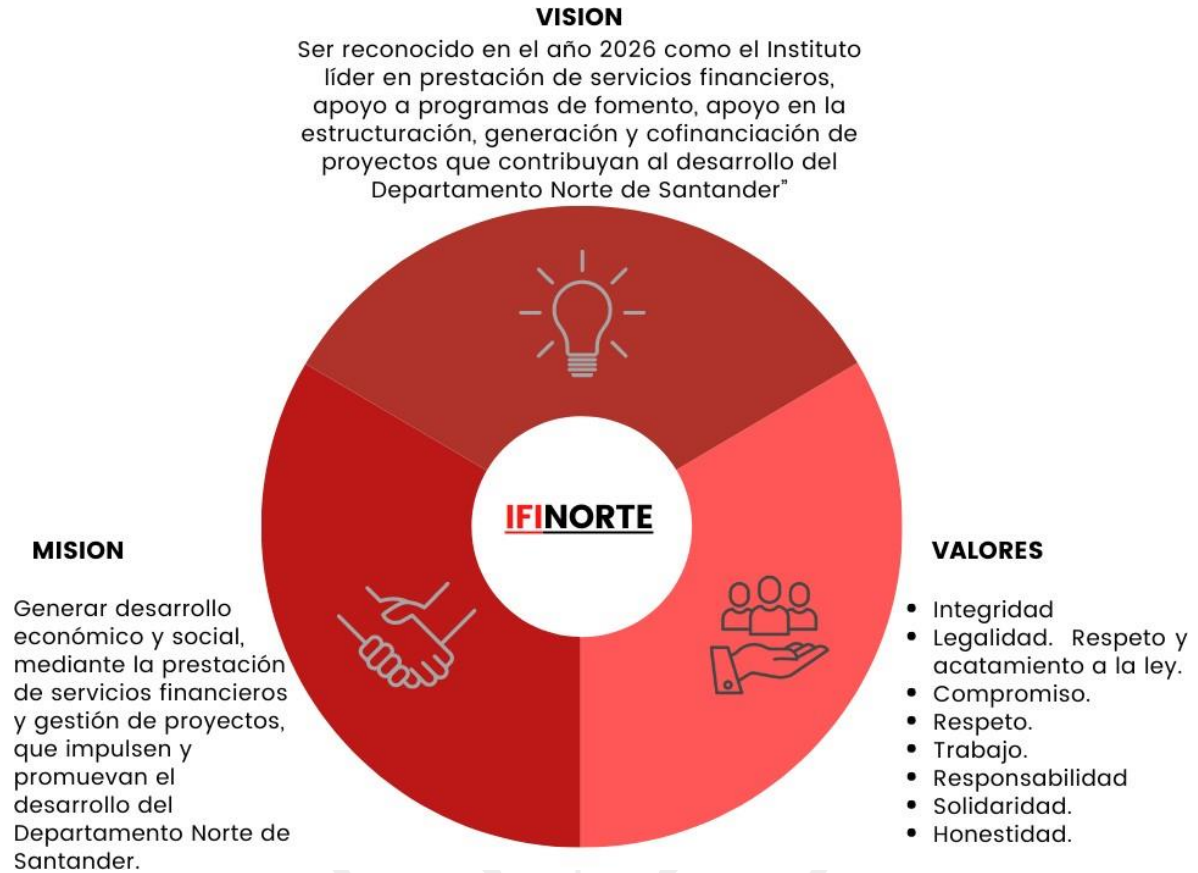 VISION
Ser reconocido en el año 2026 como el Instituto
líder en prestación de servicios financieros,
apoyo a programas de fomento, apoyo en la
estructuración, generación y cofinanciación de
proyectos que contribuyan al desarrollo del
Departamento Norte de Santander”
IFINORTE
MISION
Generar desarrollo
económico y social,
mediante la prestación
de servicios financieros
y gestión de proyectos,
que impulsen y
promuevan el
desarrollo del
Departamento Norte de
Santander.
VALORES
• Integridad
• Legalidad. Respeto y
acatamiento a la ley.
• Compromiso.
• Respeto.
• Trabajo.
• Responsabilidad
• Solidaridad.
• Honestidad.